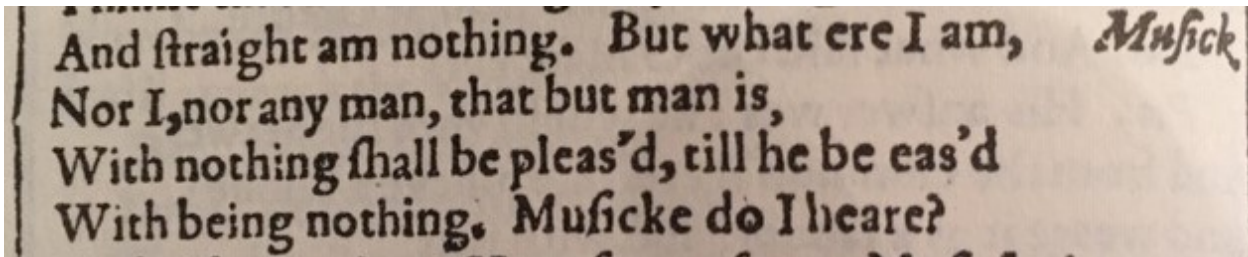 And ſtraight am nothing. But what ere I am, Muſick
Nor I, nor any man, that but man is,
With nothing ſhall be pleas'd, till he be eas'd
With being nothing. Muſicke do I heare?